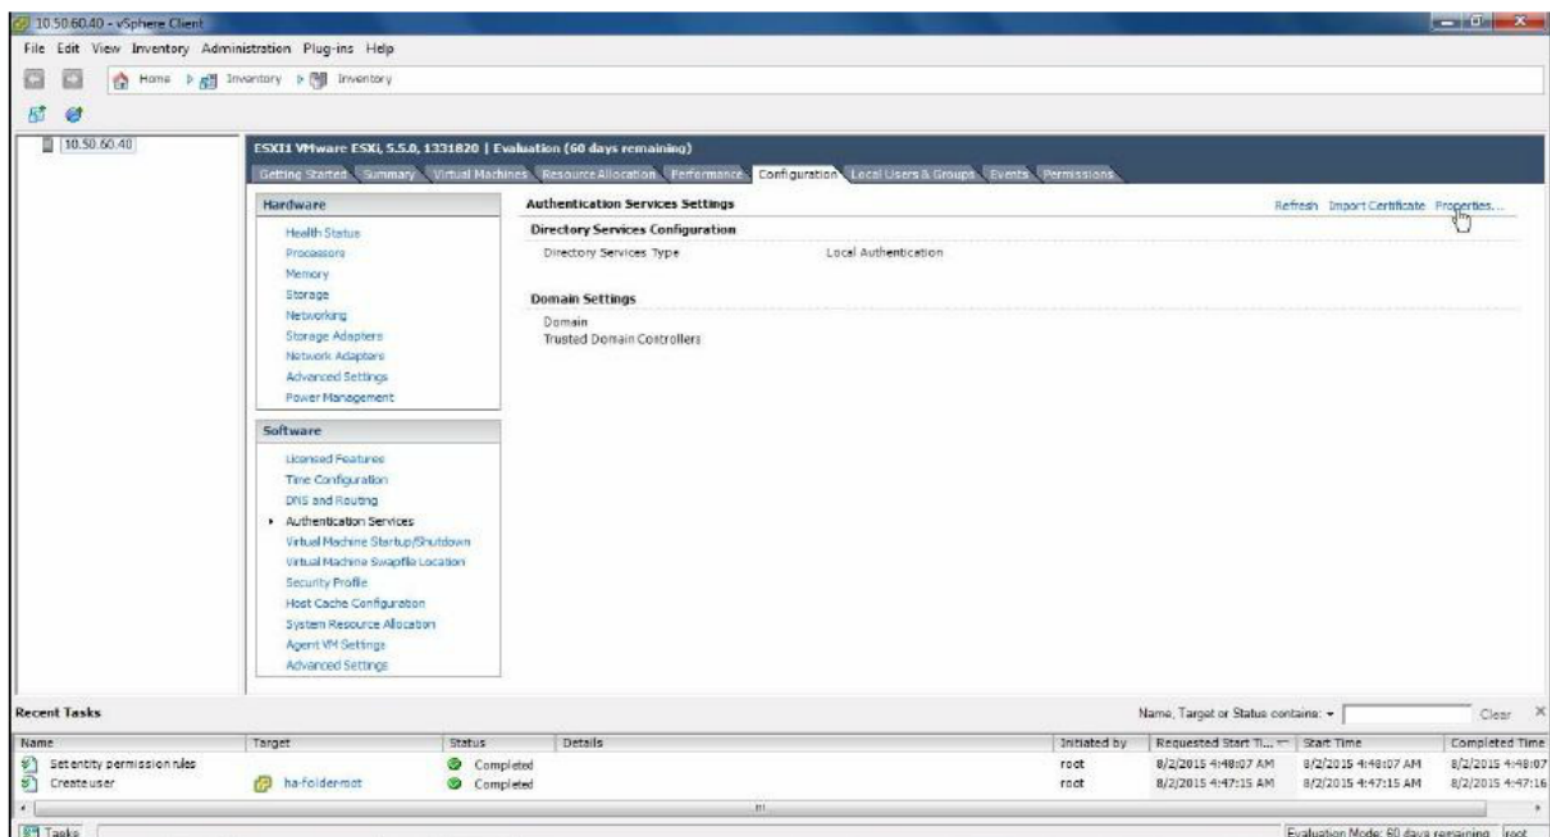 10.50.60.40 - vSphere Client
File Edit View Inventory Administration Plug-ins Help
Home Inventory Inventory
10.50.60.40
ESXI1 VMware ESXi, 5.5.0, 1331820 | Evaluation (60 days remaining)
Getting Started Summary Virtual Machines Resource Allocation Performance Configuration Local Users & Groups Events Permissions
Hardware
Health Status
Processors
Memory
Storage
Networking
Storage Adapters
Network Adapters
Advanced Settings
Power Management
Software
Licensed Features
Time Configuration
DNS and Routing
Authentication Services
Virtual Machine Startup/Shutdown
Virtual Machine Swapfile Location
Security Profile
Host Cache Configuration
System Resource Allocation
Agent VM Settings
Advanced Settings
Authentication Services Settings
Refresh Import Certificate Properties...
Directory Services Configuration
Directory Services Type Local Authentication
Domain Settings
Domain
Trusted Domain Controllers
Recent Tasks
Name, Target or Status contains: Clear
Name Target Status Details Initiated by Requested Start Ti... Start Time Completed Time
Set entity permission rules Completed root 8/2/2015 4:48:07 AM 8/2/2015 4:48:07 AM 8/2/2015 4:48:07
Create user ha-folder-root Completed root 8/2/2015 4:47:15 AM 8/2/2015 4:47:15 AM 8/2/2015 4:47:16
Tasks Evaluation Mode: 60 days remaining root